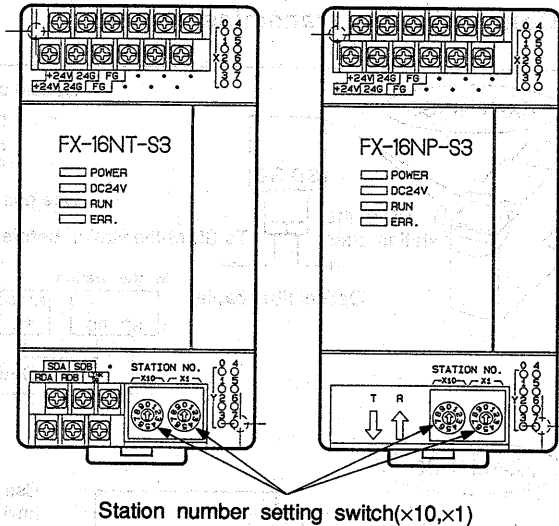 0 4
1 5
X
2 6
3 7
+24V 24G FG
+24V 24G FG
FX-16NT-S3
POWER
DC24V
RUN
ERR.
SDA SDB
RDA RDB
STATION NO.
X10 X1
0 4
1 5
Y
2 6
3 7
0 4
1 5
X
2 6
3 7
+24V 24G FG
+24V 24G FG
FX-16NP-S3
POWER
DC24V
RUN
ERR.
T R
STATION NO.
X10 X1
0 4
1 5
Y
2 6
3 7
Station number setting switch(×10,×1)